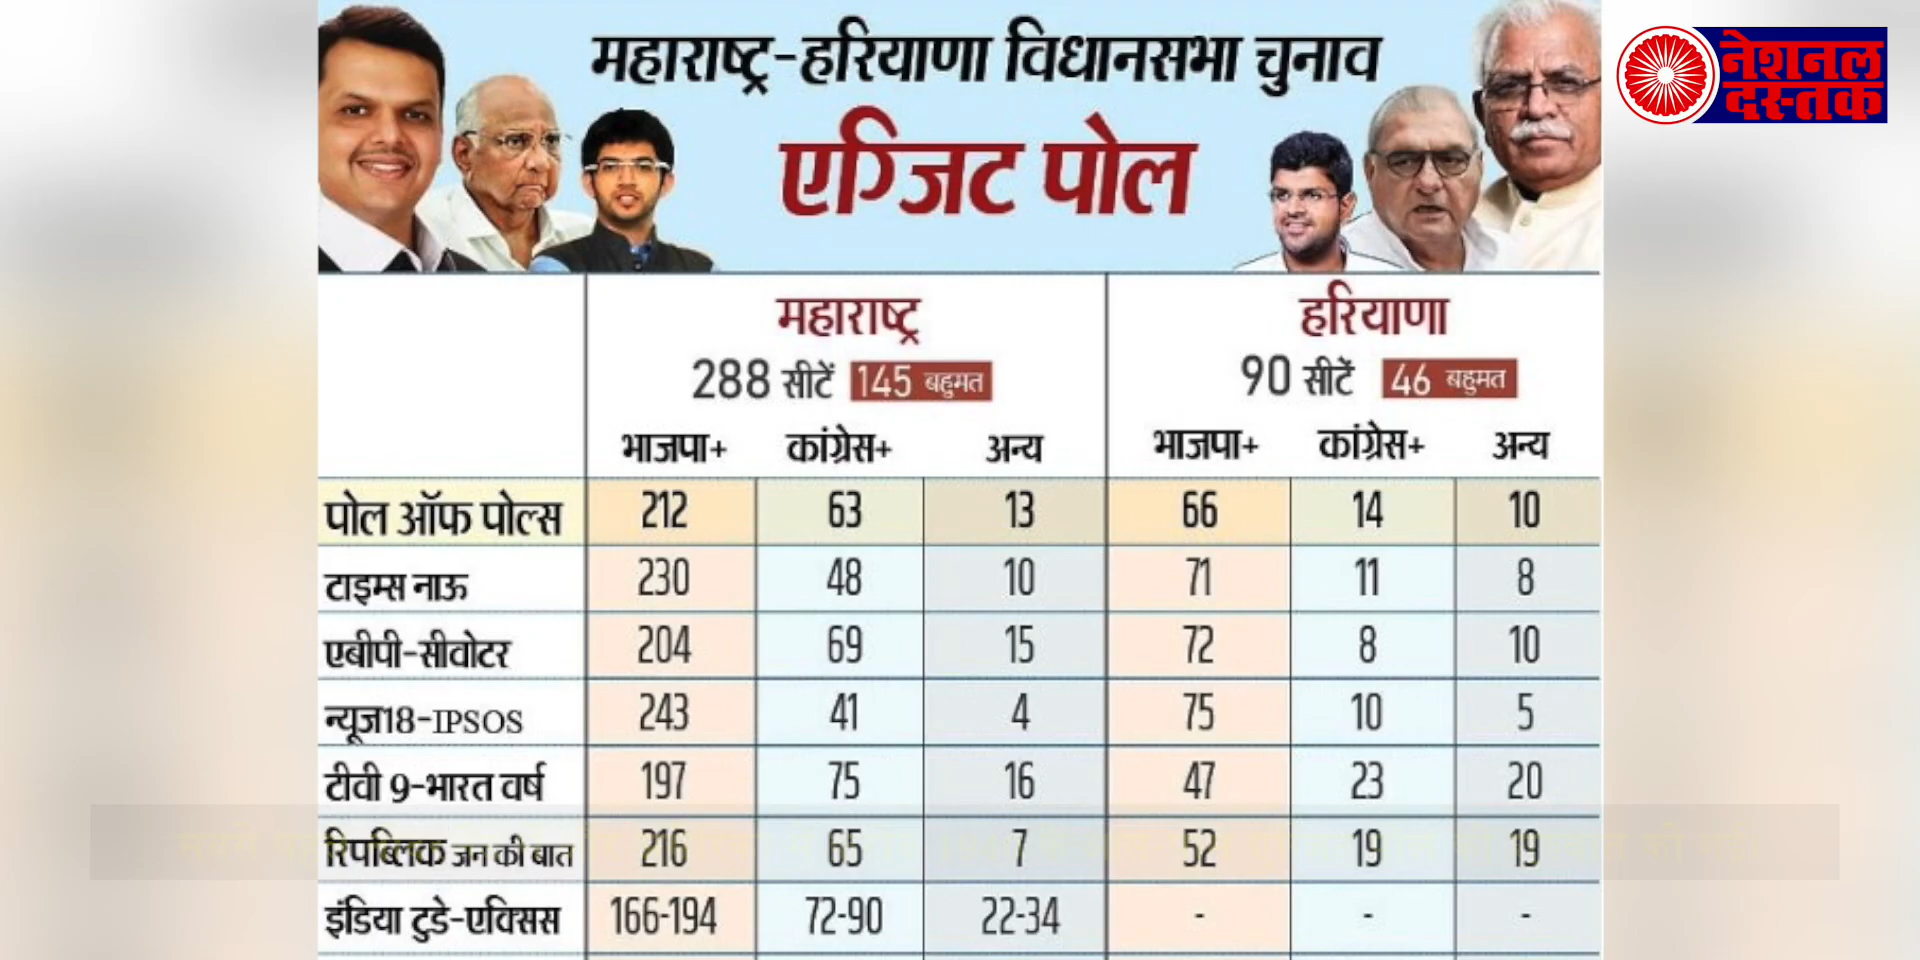 महाराष्ट्र-हरियाणा विधानसभा चुनाव
एग्जिट पोल
नेशनल
दस्तक
महाराष्ट्र हरियाणा
288 सीटें 145 बहुमत 90 सीटें 46 बहुमत
भाजपा+ कांग्रेस+ अन्य भाजपा+ कांग्रेस+ अन्य
पोल ऑफ पोल्स 212 63 13 66 14 10
टाइम्स नाऊ 230 48 10 71 11 8
एबीपी-सीवोटर 204 69 15 72 8 10
न्यूज18-IPSOS 243 41 4 75 10 5
टीवी 9-भारत वर्ष 197 75 16 47 23 20
रिपब्लिक जन की बात 216 65 7 52 19 19
इंडिया टुडे-एक्सिस 166-194 72-90 22-34 - - -